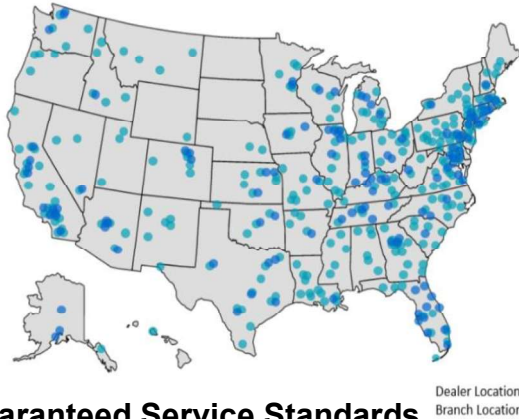 Dealer Location
aranteed Service Standards
Branch Location